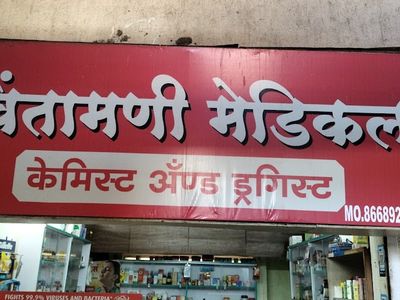 चिंतामणी मेडिकल
केमिस्ट अँण्ड ड्रगिस्ट
MO.866892
FIGHTS 99.9% VIRUSES AND BACTERIA